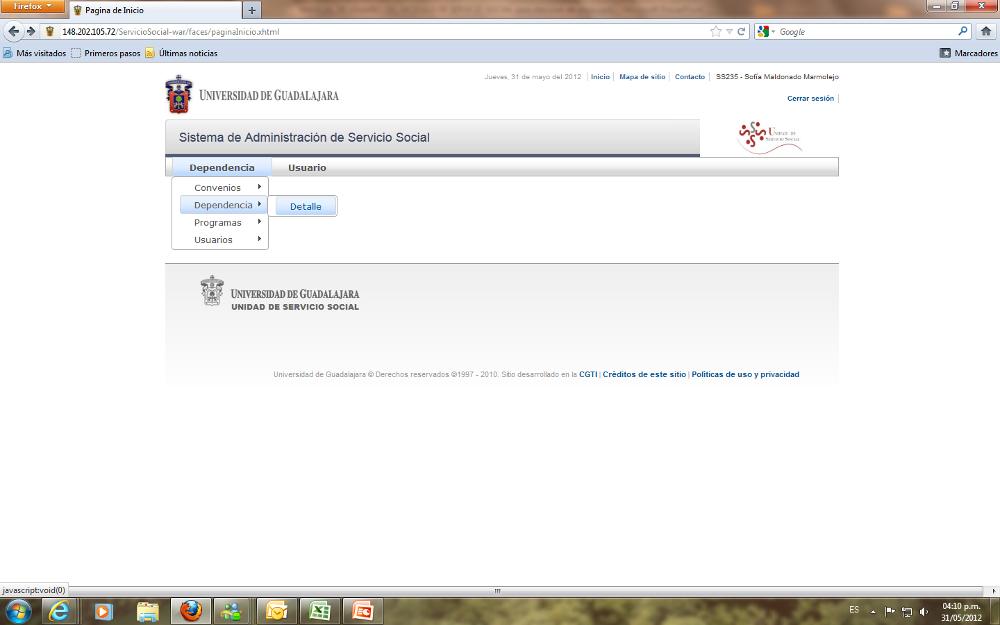 Firefox
Pagina de Inicio
148.202.105.72/ServicioSocial-war/faces/paginaInicio.xhtml
Google
Más visitados
Primeros pasos
Últimas noticias
Marcadores
Jueves, 31 de mayo del 2012
Inicio
Mapa de sitio
Contacto
SS235 - Sofía Maldonado Marmolejo
UNIVERSIDAD DE GUADALAJARA
Cerrar sesión
Sistema de Administración de Servicio Social
UNIDAD DE
SERVICIO SOCIAL
Dependencia
Usuario
Convenios
Dependencia
Detalle
Programas
Usuarios
UNIVERSIDAD DE GUADALAJARA
UNIDAD DE SERVICIO SOCIAL
Universidad de Guadalajara © Derechos reservados ©1997 - 2010. Sitio desarrollado en la CGTI | Créditos de este sitio | Políticas de uso y privacidad
javascript:void(0)
ES
04:10 p.m.
31/05/2012